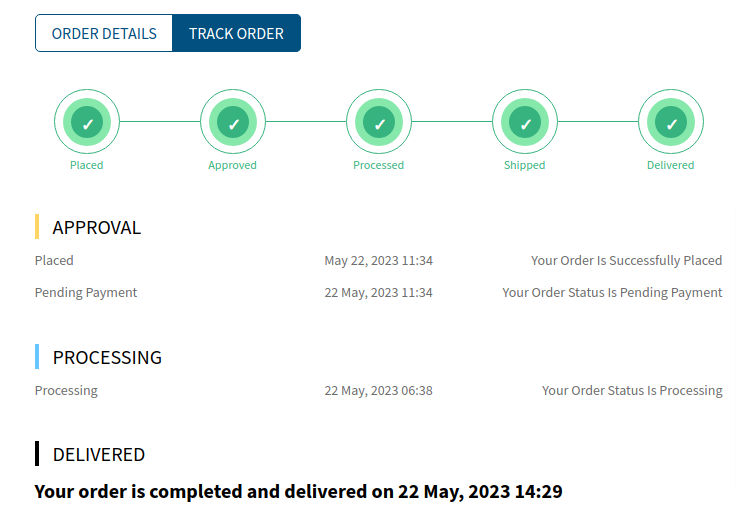 ORDER DETAILS TRACK ORDER
✓ ✓ ✓ ✓ ✓
Placed Approved Processed Shipped Delivered
APPROVAL
Placed May 22, 2023 11:34 Your Order Is Successfully Placed
Pending Payment 22 May, 2023 11:34 Your Order Status Is Pending Payment
PROCESSING
Processing 22 May, 2023 06:38 Your Order Status Is Processing
DELIVERED
Your order is completed and delivered on 22 May, 2023 14:29